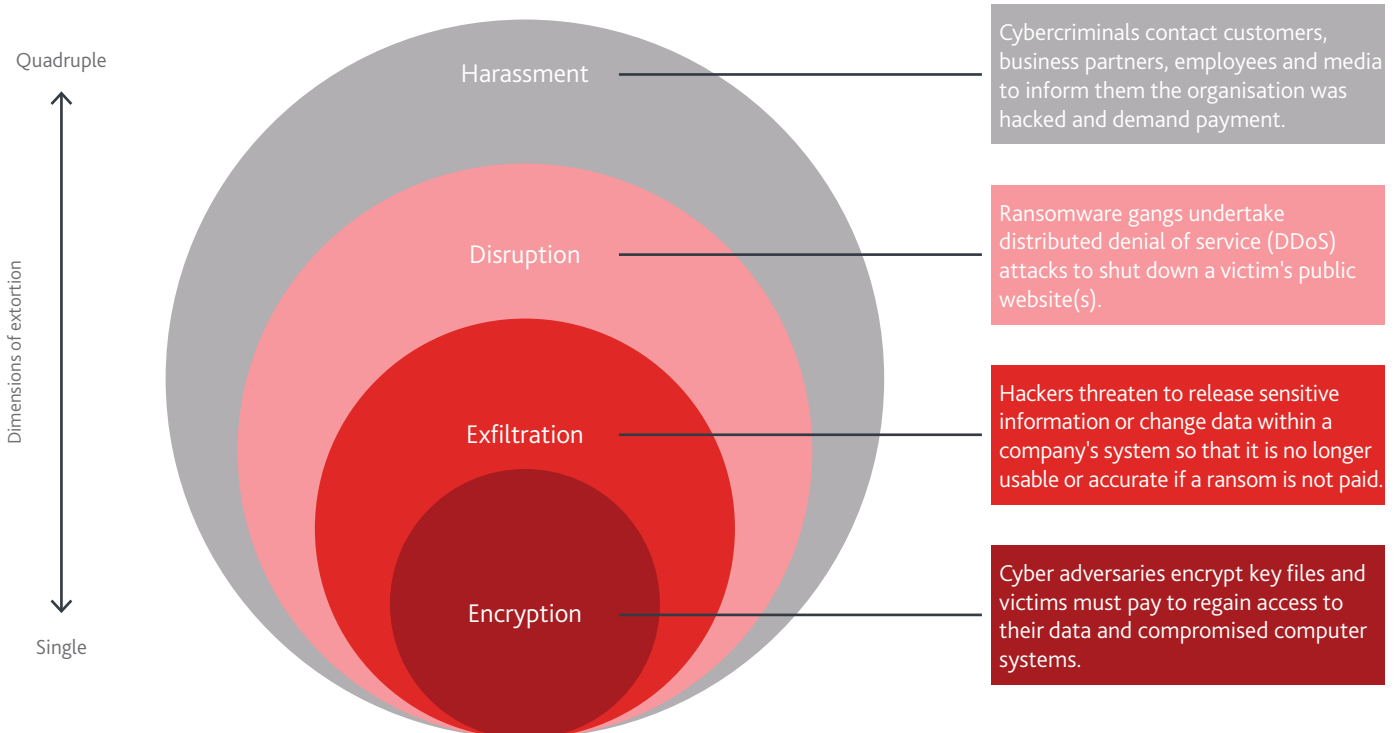 Quadruple
Dimensions of extortion
Single
Harassment
Cybercriminals contact customers,
business partners, employees and media
to inform them the organisation was
hacked and demand payment.
Disruption
Ransomware gangs undertake
distributed denial of service (DDoS)
attacks to shut down a victim's public
website(s).
Exfiltration
Hackers threaten to release sensitive
information or change data within a
company's system so that it is no longer
usable or accurate if a ransom is not paid.
Encryption
Cyber adversaries encrypt key files and
victims must pay to regain access to
their data and compromised computer
systems.